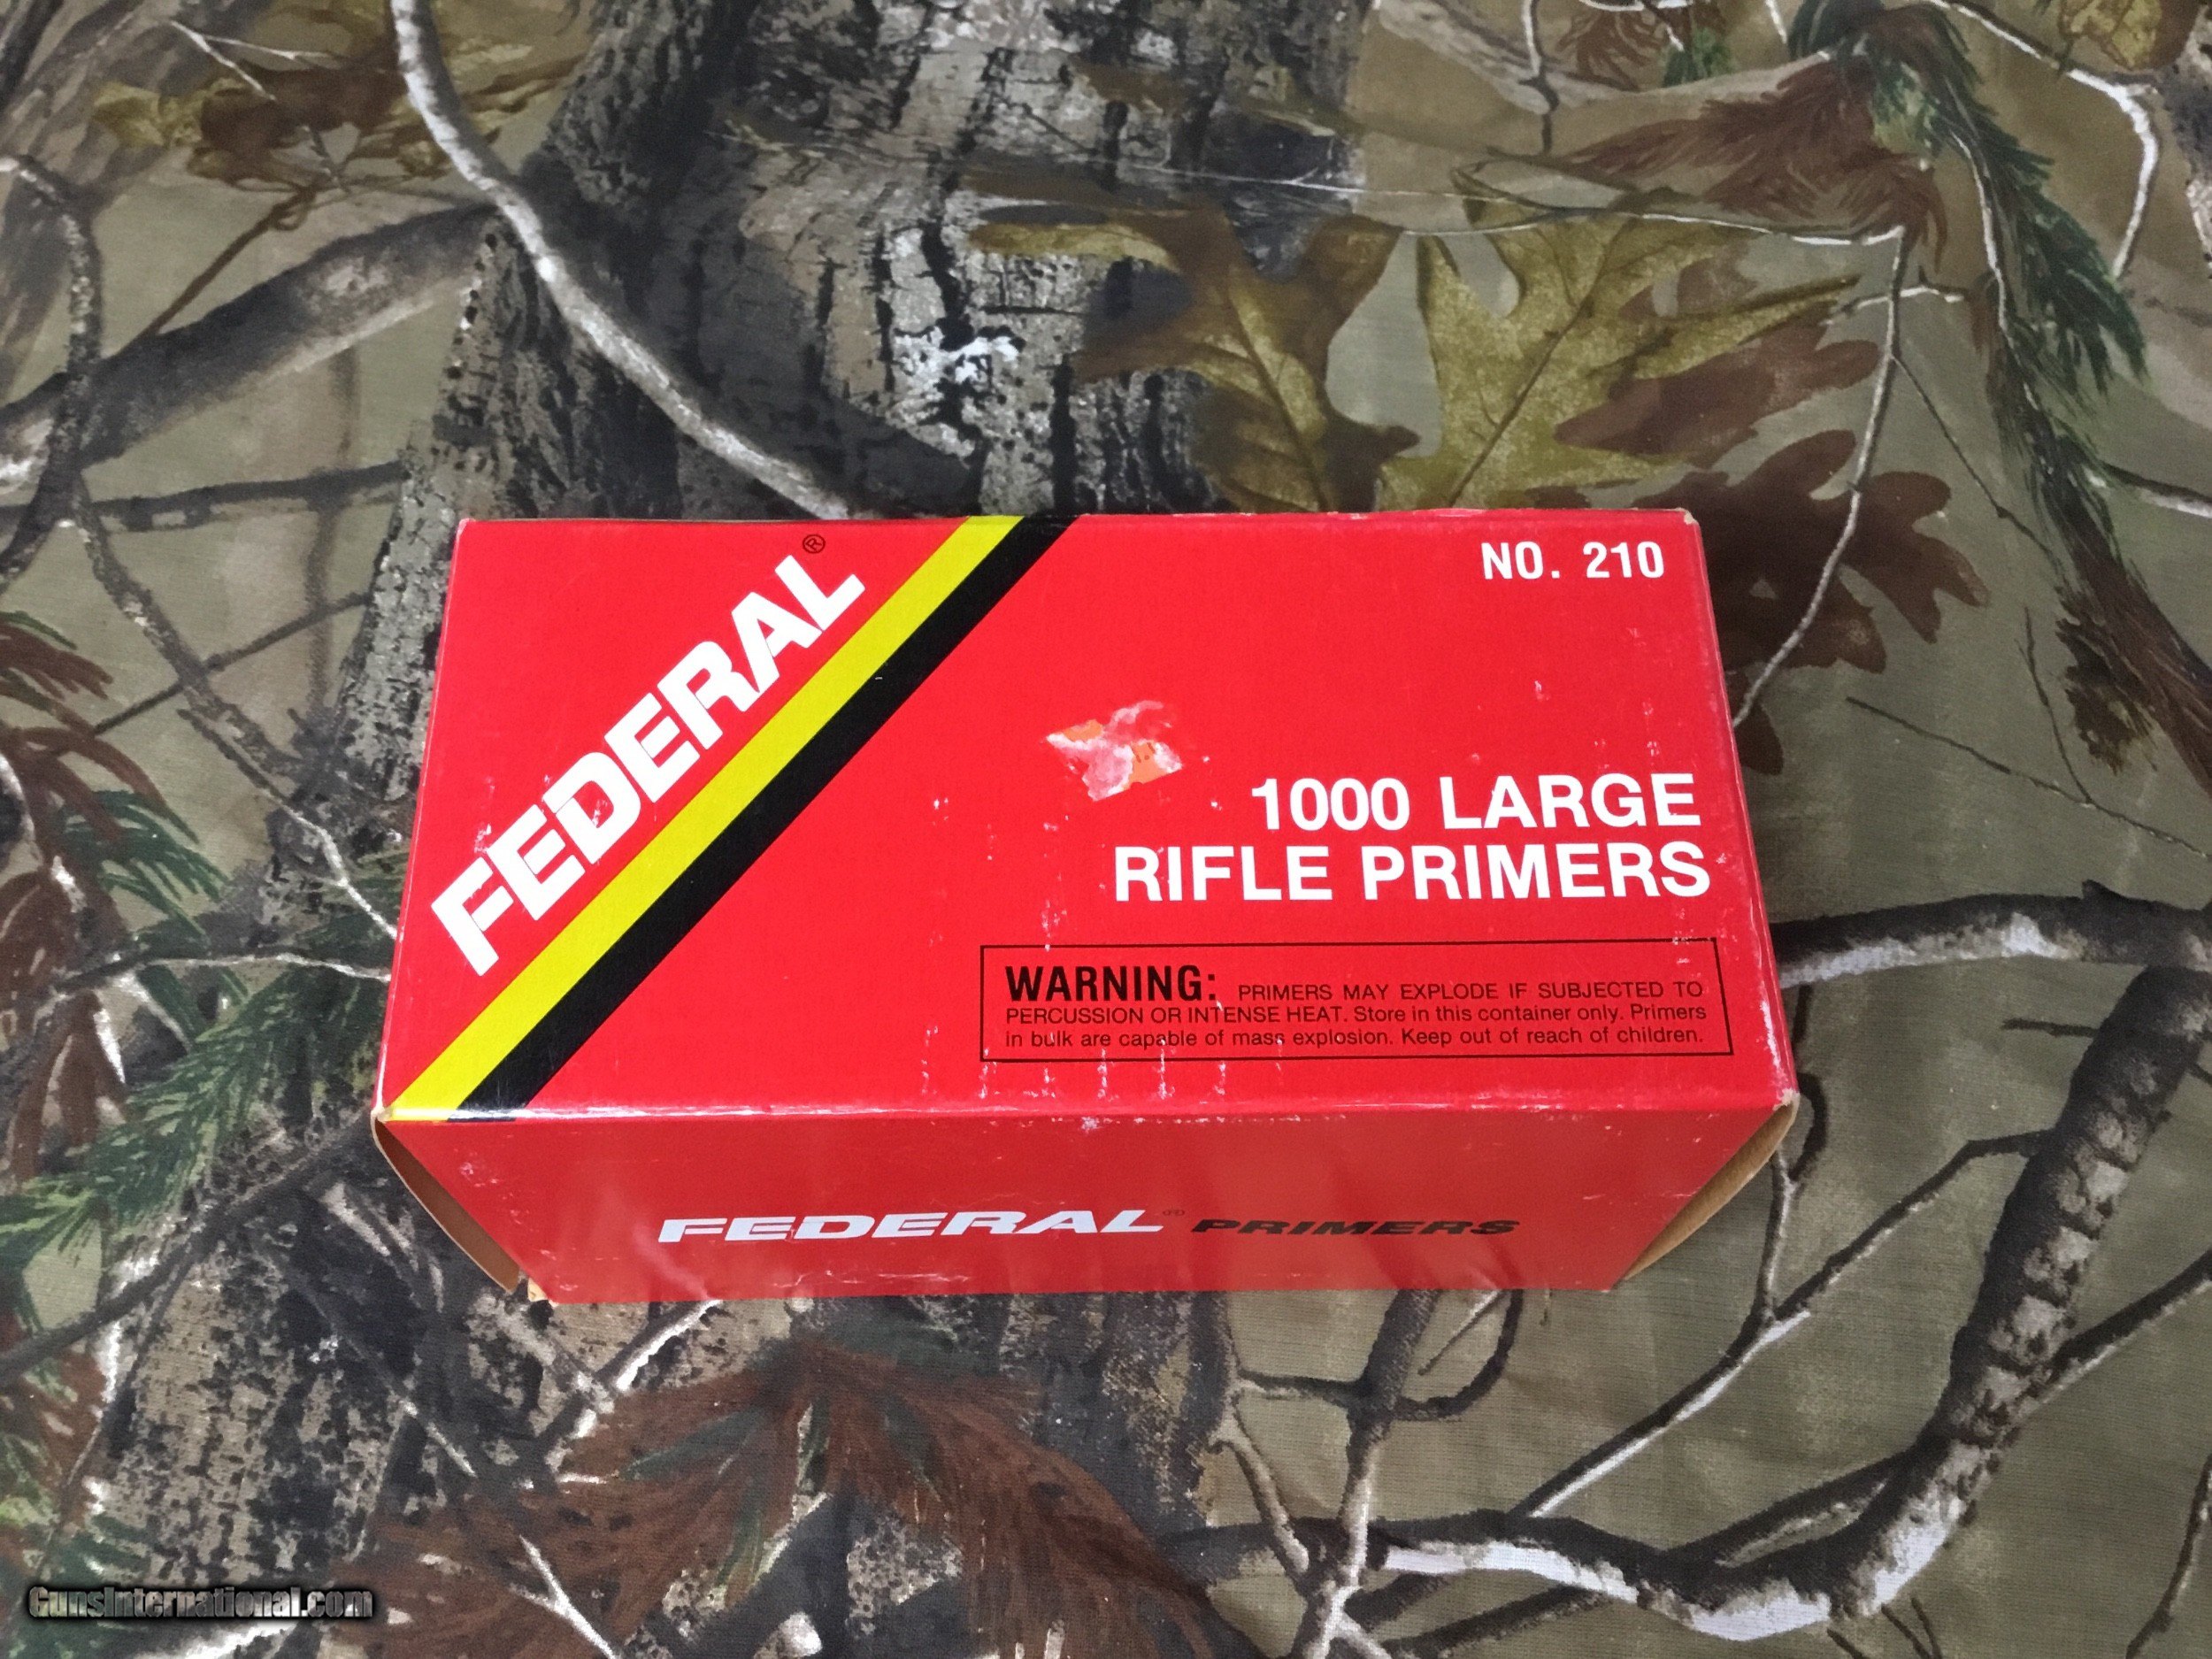 FEDERAL®
NO. 210
1000 LARGE
RIFLE PRIMERS
WARNING: PRIMERS MAY EXPLODE IF SUBJECTED TO
PERCUSSION OR INTENSE HEAT. Store in this container only. Primers
in bulk are capable of mass explosion. Keep out of reach of children.
FEDERAL® PRIMERS
GunsInternational.com